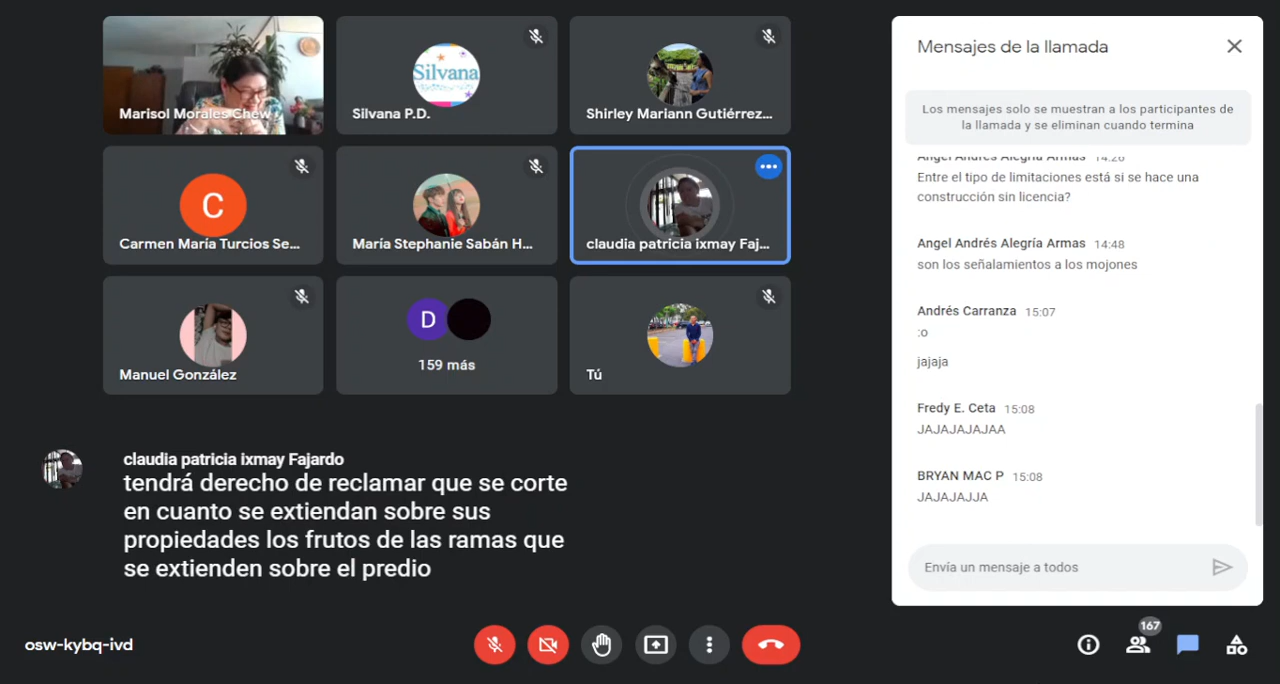 Marisol Morales Chew
Silvana
Silvana P.D.
Shirley Mariann Gutiérrez...
C
Carmen María Turcios Se...
María Stephanie Sabán H...
claudia patricia ixmay Faj...
Manuel González
D
159 más
Tú
claudia patricia ixmay Fajardo
tendrá derecho de reclamar que se corte
en cuanto se extiendan sobre sus
propiedades los frutos de las ramas que
se extienden sobre el predio
osw-kybq-ivd
Mensajes de la llamada
Los mensajes solo se muestran a los participantes de
la llamada y se eliminan cuando termina
Angel Andrés Alegría Armas 14:26
Entre el tipo de limitaciones está si se hace una
construcción sin licencia?
Angel Andrés Alegría Armas 14:48
son los señalamientos a los mojones
Andrés Carranza 15:07
:o
jajaja
Fredy E. Ceta 15:08
JAJAJAJAJAA
BRYAN MAC P 15:08
JAJAJAJJA
Envía un mensaje a todos
167